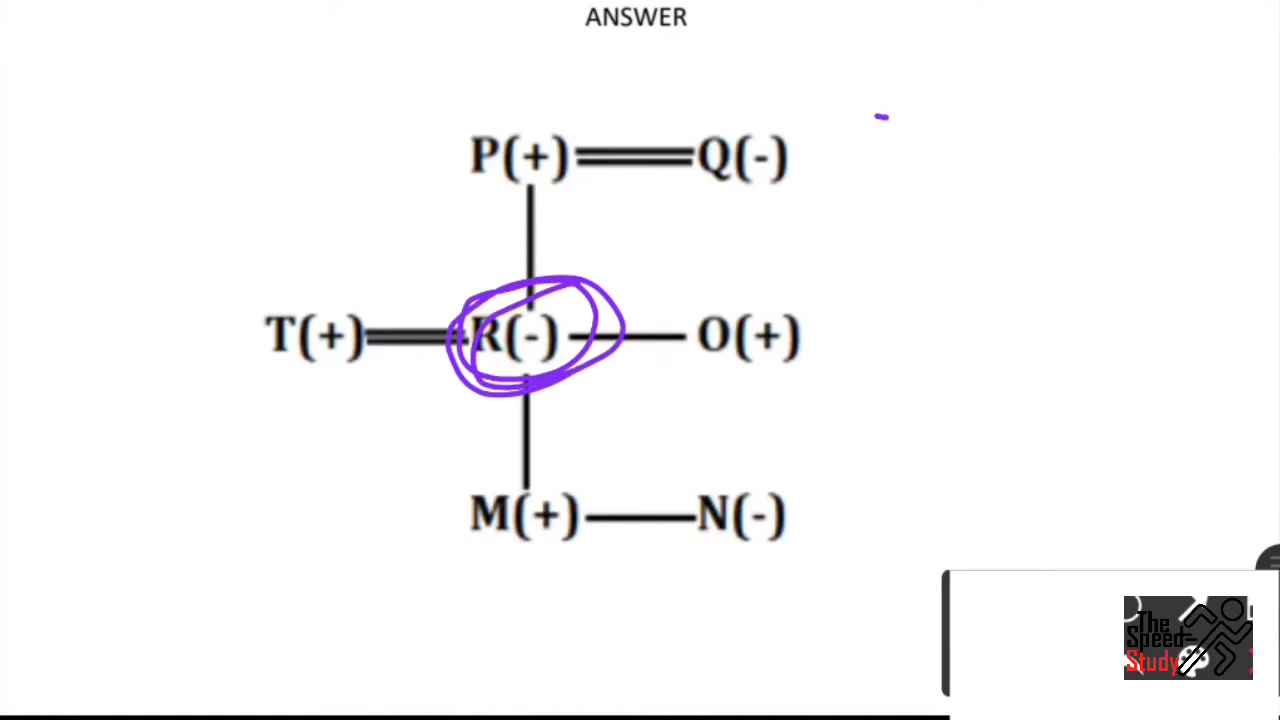 ANSWER
P(+) Q(-)
T(+) R(-) O(+)
M(+) N(-)
The
Speed
Study